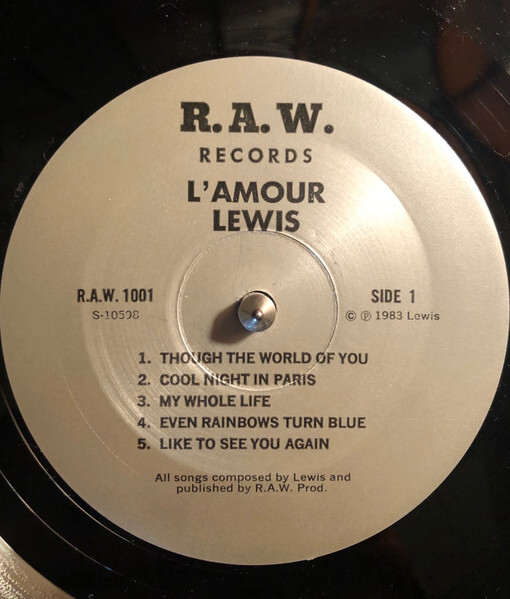 R.A.W.
RECORDS
L'AMOUR
LEWIS
R.A.W. 1001
S-10598
SIDE 1
© ℗ 1983 Lewis
1. THOUGH THE WORLD OF YOU
2. COOL NIGHT IN PARIS
3. MY WHOLE LIFE
4. EVEN RAINBOWS TURN BLUE
5. LIKE TO SEE YOU AGAIN
All songs composed by Lewis and
published by R.A.W. Prod.